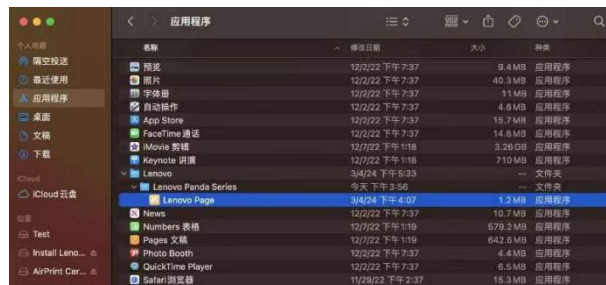 应用程序
个人收藏
隔空投送
最近使用
应用程序
桌面
文稿
下载
iCloud
iCloud云盘
位置
Test
Install Leno...
AirPrint Cer...
名称 修改日期 大小 种类
预览 12/2/22 下午7:37 9.4 MB 应用程序
照片 12/2/22 下午7:37 40.3 MB 应用程序
字体册 12/2/22 下午7:37 11 MB 应用程序
自动操作 12/2/22 下午7:37 4.8 MB 应用程序
App Store 12/2/22 下午7:37 15.7 MB 应用程序
FaceTime 通话 12/2/22 下午7:37 14.8 MB 应用程序
iMovie 剪辑 12/7/22 下午1:18 3.26 GB 应用程序
Keynote 讲演 12/7/22 下午1:18 710 MB 应用程序
Lenovo 3/4/24 下午5:33 -- 文件夹
Lenovo Panda Series 今天 下午3:56 -- 文件夹
Lenovo Page 3/4/24 下午4:07 1.2 MB 应用程序
News 12/2/22 下午7:37 10.7 MB 应用程序
Numbers 表格 12/7/22 下午1:19 579.2 MB 应用程序
Pages 文稿 12/7/22 下午1:19 642.6 MB 应用程序
Photo Booth 12/2/22 下午7:37 4.4 MB 应用程序
QuickTime Player 12/2/22 下午7:37 6.5 MB 应用程序
Safari浏览器 11/29/22 下午2:37 15.3 MB 应用程序